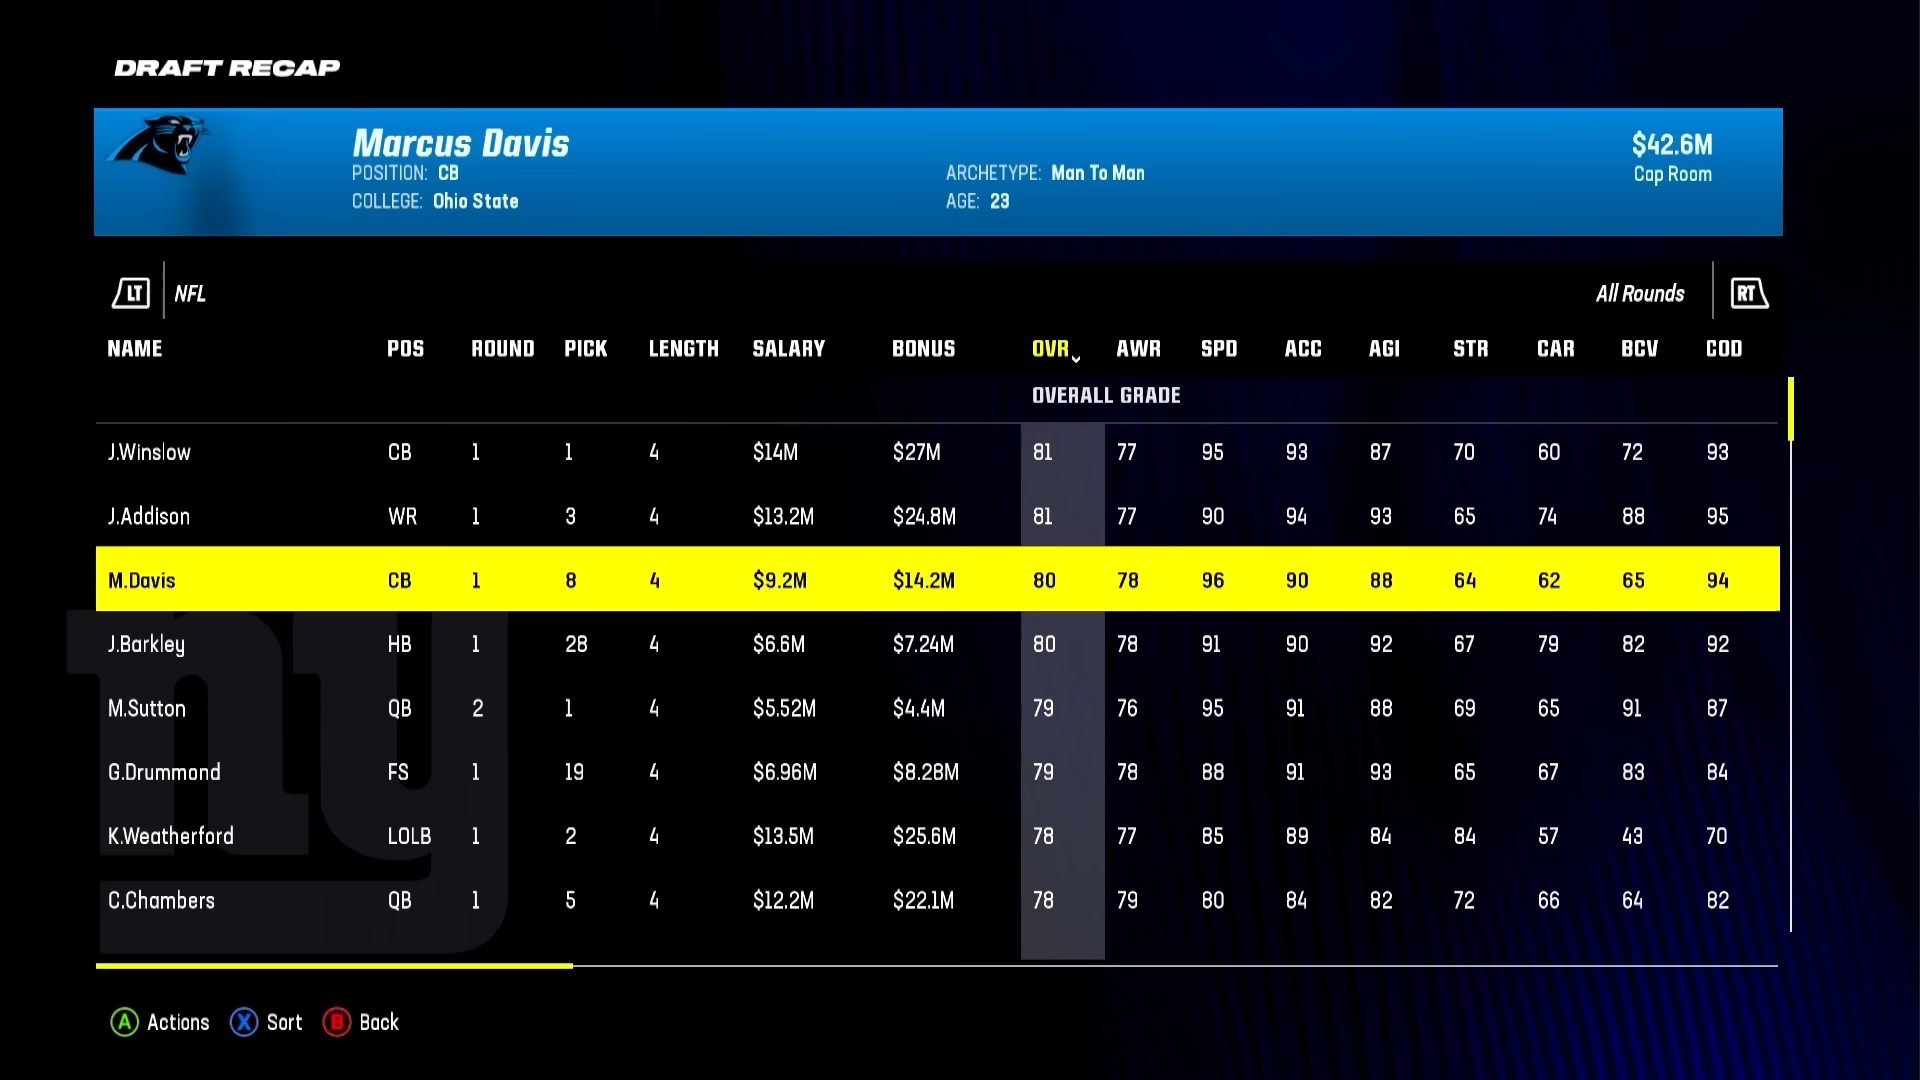 DRAFT RECAP
Marcus Davis
POSITION: CB
COLLEGE: Ohio State
ARCHETYPE: Man To Man
AGE: 23
$42.6M
Cap Room
LT NFL All Rounds RT
NAME POS ROUND PICK LENGTH SALARY BONUS OVR AWR SPD ACC AGI STR CAR BCV COD
OVERALL GRADE
J.Winslow CB 1 1 4 $14M $27M 81 77 95 93 87 70 60 72 93
J.Addison WR 1 3 4 $13.2M $24.8M 81 77 90 94 93 65 74 88 95
M.Davis CB 1 8 4 $9.2M $14.2M 80 78 96 90 88 64 62 65 94
J.Barkley HB 1 28 4 $6.6M $7.24M 80 78 91 90 92 67 79 82 92
M.Sutton QB 2 1 4 $5.52M $4.4M 79 76 95 91 88 69 65 91 87
G.Drummond FS 1 19 4 $6.96M $8.28M 79 78 88 91 93 65 67 83 84
K.Weatherford LOLB 1 2 4 $13.5M $25.6M 78 77 85 89 84 84 57 43 70
C.Chambers QB 1 5 4 $12.2M $22.1M 78 79 80 84 82 72 66 64 82
ny
A Actions X Sort B Back